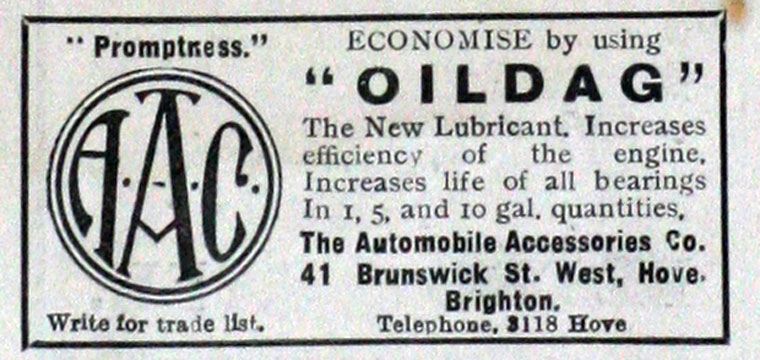 "Promptness."
A.A.C.
Write for trade list.
ECONOMISE by using
"OILDAG"
The New Lubricant. Increases
efficiency of the engine.
Increases life of all bearings
In 1, 5, and 10 gal. quantities.
The Automobile Accessories Co.
41 Brunswick St. West, Hove.
Brighton.
Telephone, 3118 Hove